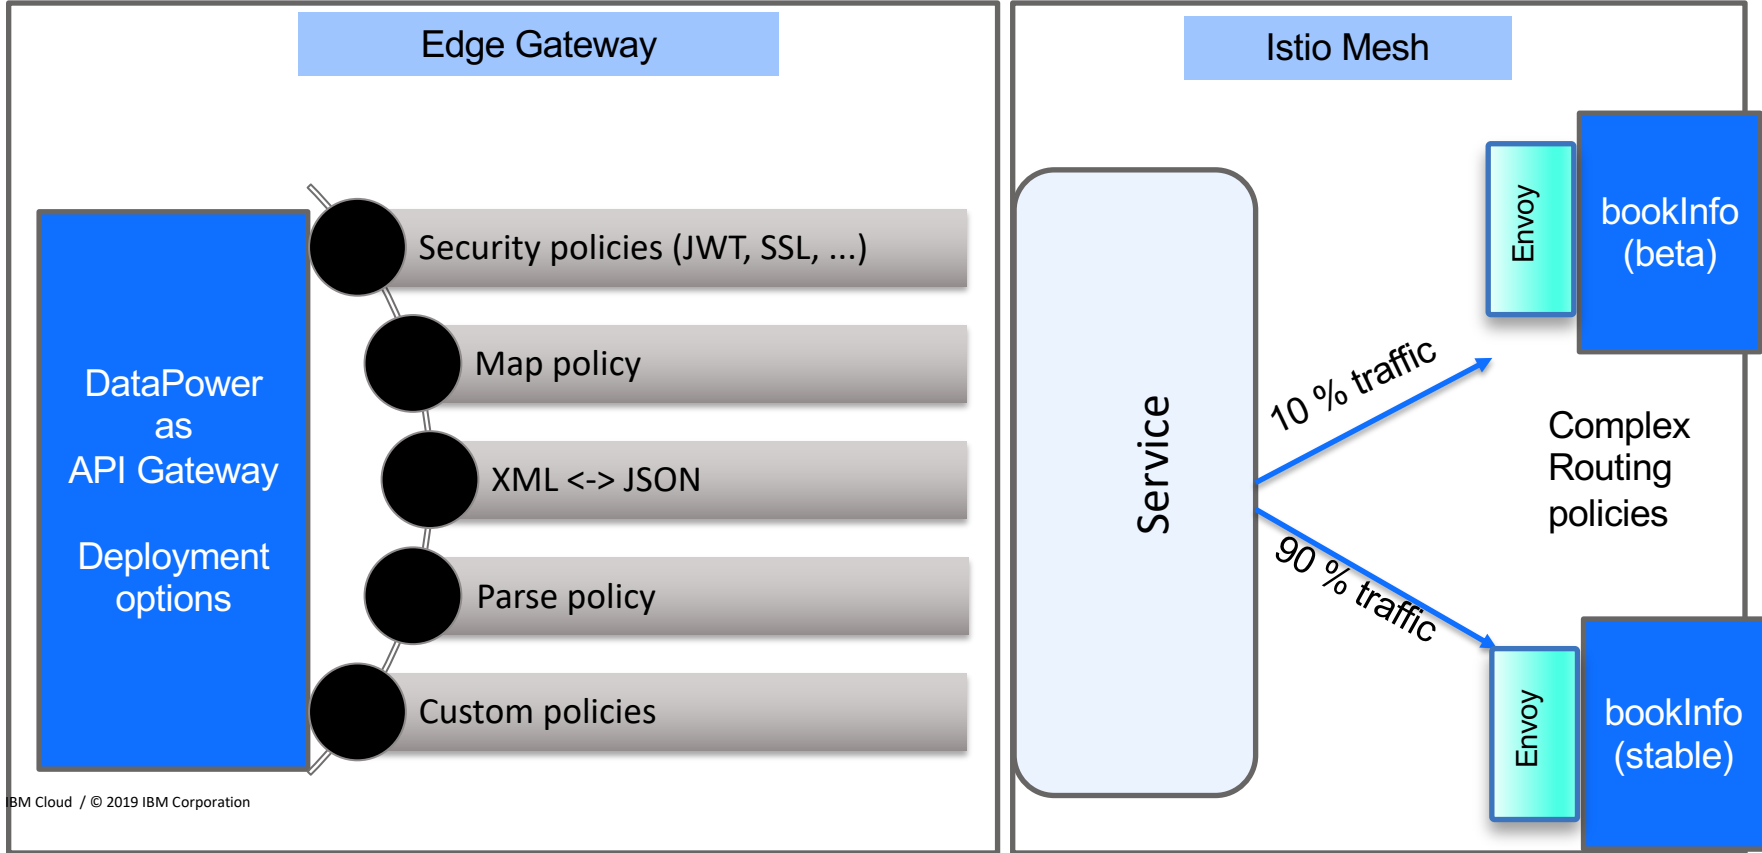 Edge Gateway
DataPower
as
API Gateway
Deployment
options
Security policies (JWT, SSL, ...)
Map policy
XML <-> JSON
Parse policy
Custom policies
IBM Cloud / © 2019 IBM Corporation
Istio Mesh
Service
10 % traffic
90 % traffic
Envoy
bookInfo
(beta)
Complex
Routing
policies
Envoy
bookInfo
(stable)